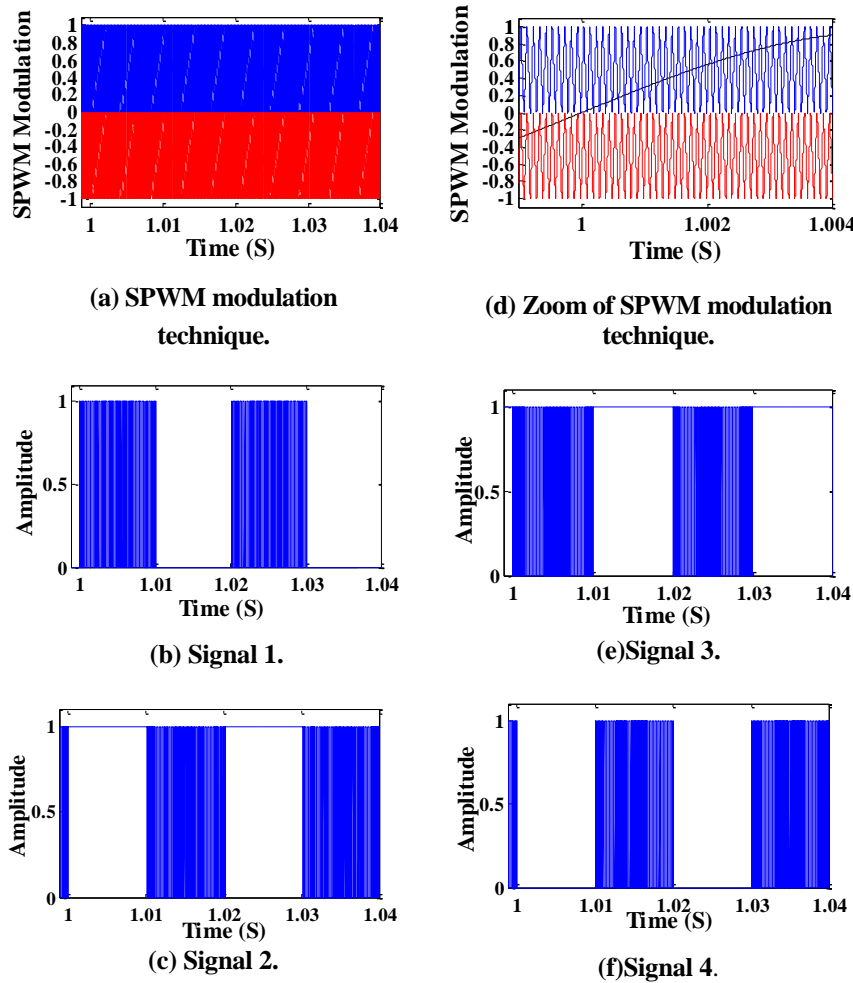 SPWM Modulation
1
0.8
0.6
0.4
0.2
0
-0.2
-0.4
-0.6
-0.8
-1
1 1.01 1.02 1.03 1.04
Time (S)
(a) SPWM modulation
technique.
SPWM Modulation
1
0.8
0.6
0.4
0.2
0
-0.2
-0.4
-0.6
-0.8
-1
1 1.002 1.004
Time (S)
(d) Zoom of SPWM modulation
technique.
Amplitude
1
0.5
0
1 1.01 1.02 1.03 1.04
Time (S)
(b) Signal 1.
Amplitude
1
0.5
0
1 1.01 1.02 1.03 1.04
Time (S)
(e)Signal 3.
Amplitude
1
0.5
0
1 1.01 1.02 1.03 1.04
Time (S)
(c) Signal 2.
Amplitude
1
0.5
0
1 1.01 1.02 1.03 1.04
Time (S)
(f)Signal 4.